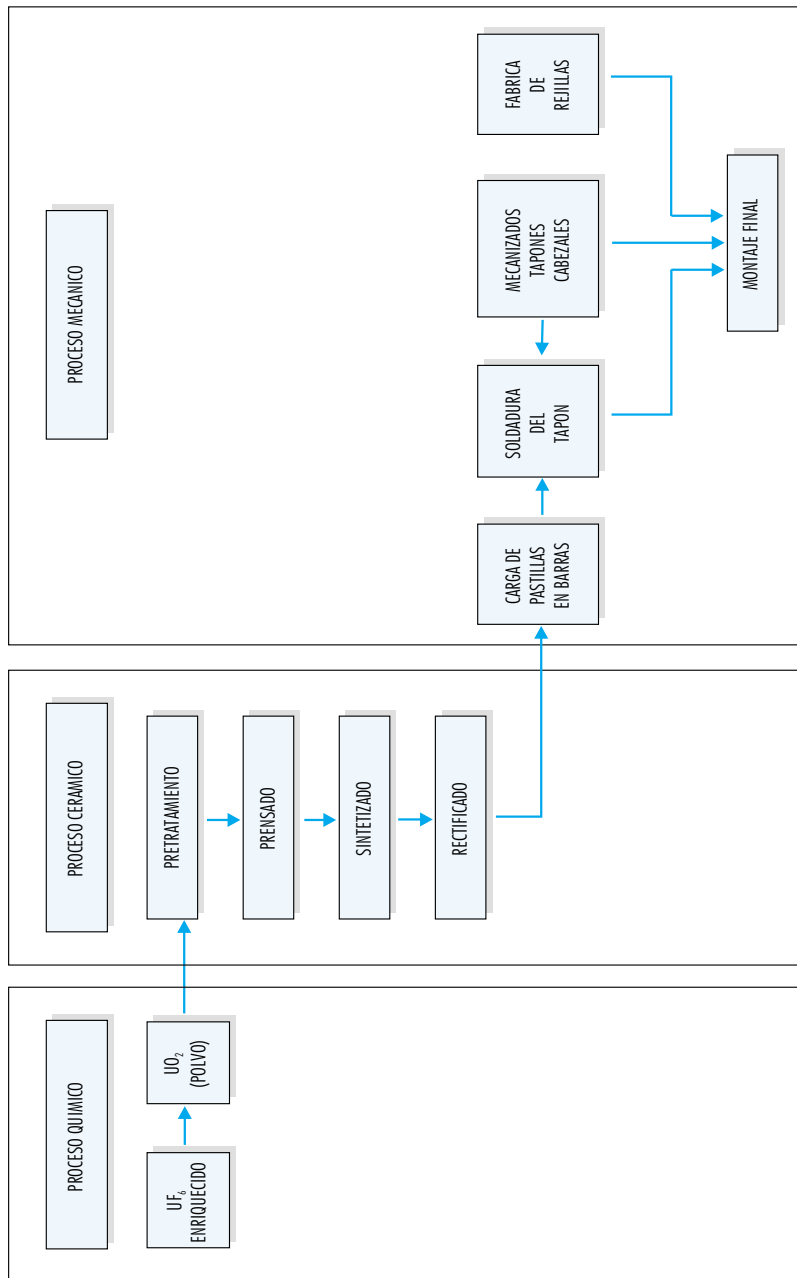 PROCESO QUIMICO
UF₆
ENRIQUECIDO
UO₂
(POLVO)
PROCESO CERAMICO
PRETRATAMIENTO
PRENSADO
SINTETIZADO
RECTIFICADO
PROCESO MECANICO
CARGA DE
PASTILLAS
EN BARRAS
SOLDADURA
DEL
TAPON
MECANIZADOS
TAPONES
CABEZALES
FABRICA
DE
REJILLAS
MONTAJE FINAL